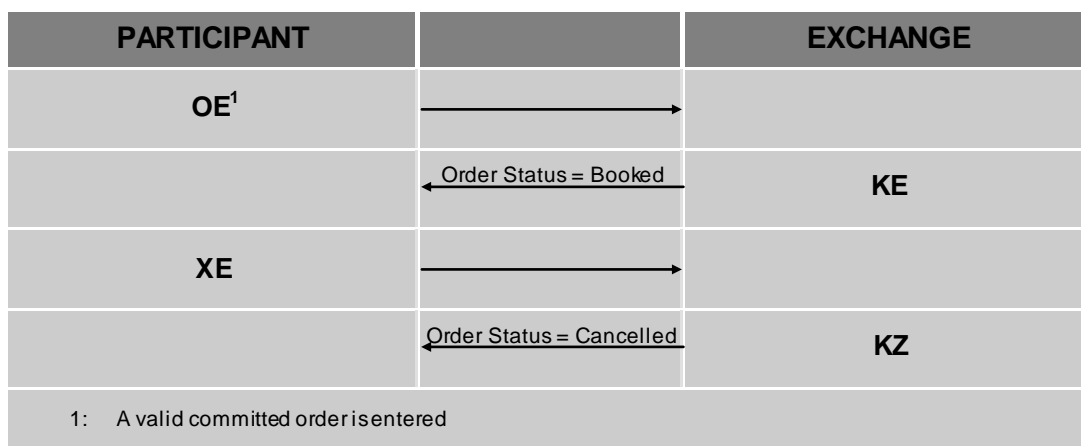 PARTICIPANT EXCHANGE
OE1
Order Status = Booked KE
XE
Order Status = Cancelled KZ
1: A valid committed order is entered